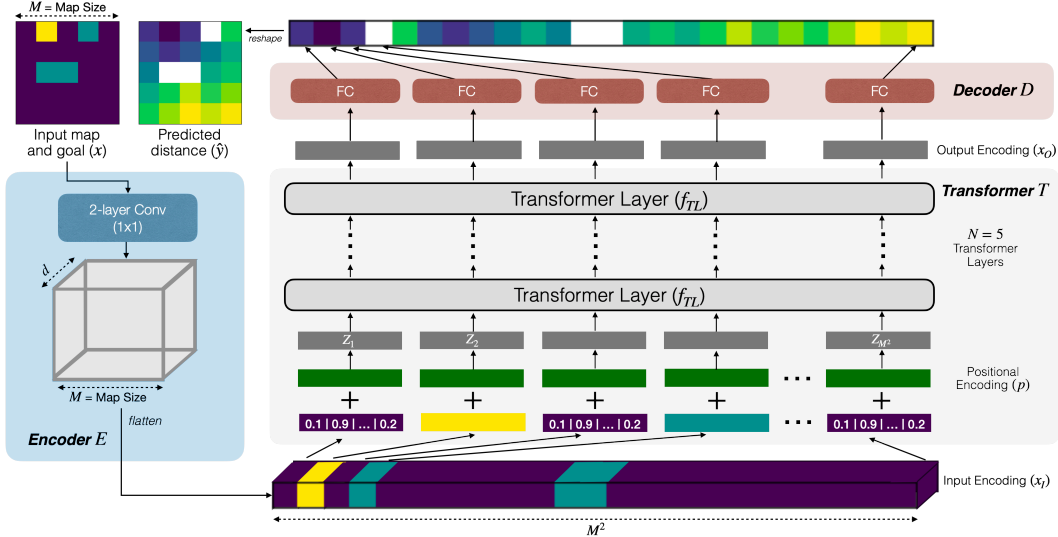 M = Map Size
reshape
Input map
and goal (x)
Predicted
distance (ŷ)
FC
FC
FC
FC
FC
Decoder D
Output Encoding (x_O)
2-layer Conv
(1x1)
d
M = Map Size
flatten
Encoder E
Transformer T
Transformer Layer (f_TL)
N = 5
Transformer
Layers
Transformer Layer (f_TL)
Z_1
Z_2
Z_M²
Positional
Encoding (p)
+ + + + +
0.1 | 0.9 | ... | 0.2
0.1 | 0.9 | ... | 0.2
0.1 | 0.9 | ... | 0.2
Input Encoding (x_I)
M²